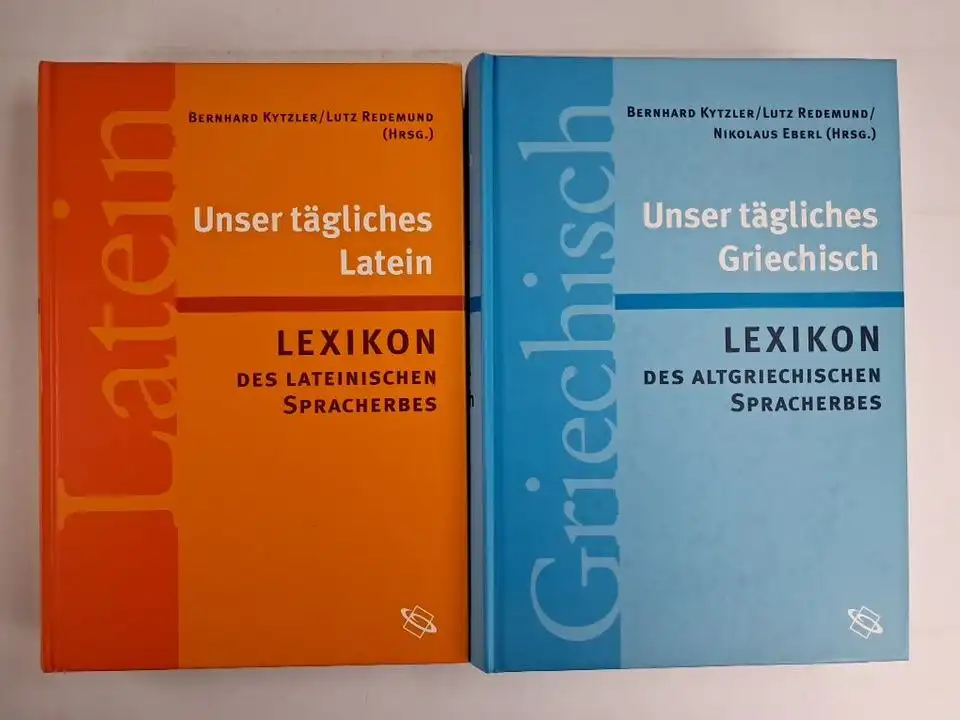 Latein
BERNHARD KYTZLER/LUTZ REDEMUND
(HRSG.)
Unser tägliches
Latein
LEXIKON
DES LATEINISCHEN
SPRACHERBES
Griechisch
BERNHARD KYTZLER/LUTZ REDEMUND/
NIKOLAUS EBERL (HRSG.)
Unser tägliches
Griechisch
LEXIKON
DES ALTGRIECHISCHEN
SPRACHERBES